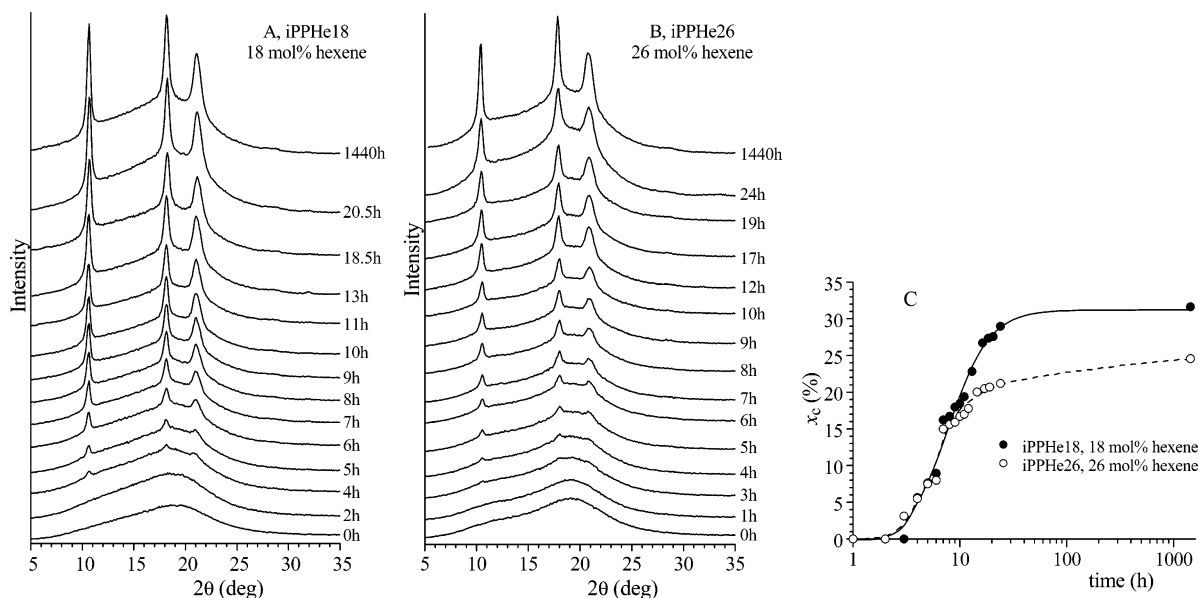 A, iPPHe18
18 mol% hexene
1440h
20.5h
18.5h
13h
11h
10h
9h
8h
7h
6h
5h
4h
2h
0h
Intensity
5 10 15 20 25 30 35
2θ (deg)
B, iPPHe26
26 mol% hexene
1440h
24h
19h
17h
12h
10h
9h
8h
7h
6h
5h
4h
3h
1h
0h
Intensity
5 10 15 20 25 30 35
2θ (deg)
C
35
30
25
20
15
10
5
0
xc (%)
iPPHe18, 18 mol% hexene
iPPHe26, 26 mol% hexene
1 10 100 1000
time (h)